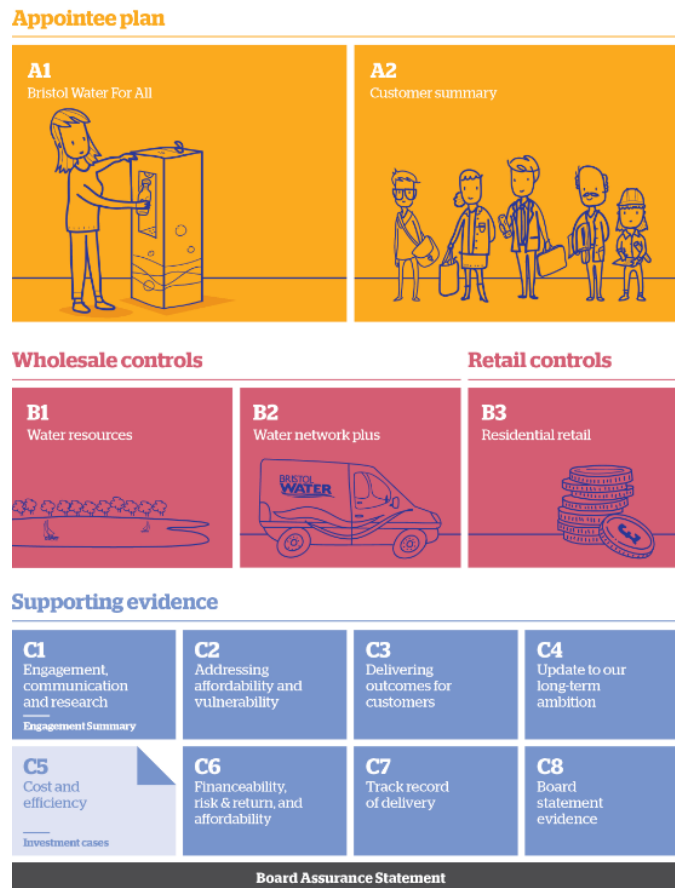 Appointee plan
A1
Bristol Water For All
A2
Customer summary
Wholesale controls
Retail controls
B1
Water resources
B2
Water network plus
BRISTOL
WATER
B3
Residential retail
£
Supporting evidence
C1
Engagement,
communication
and research
Engagement Summary
C2
Addressing
affordability and
vulnerability
C3
Delivering
outcomes for
customers
C4
Update to our
long-term
ambition
C5
Cost and
efficiency
Investment cases
C6
Financeability,
risk & return, and
affordability
C7
Track record
of delivery
C8
Board
statement
evidence
Board Assurance Statement